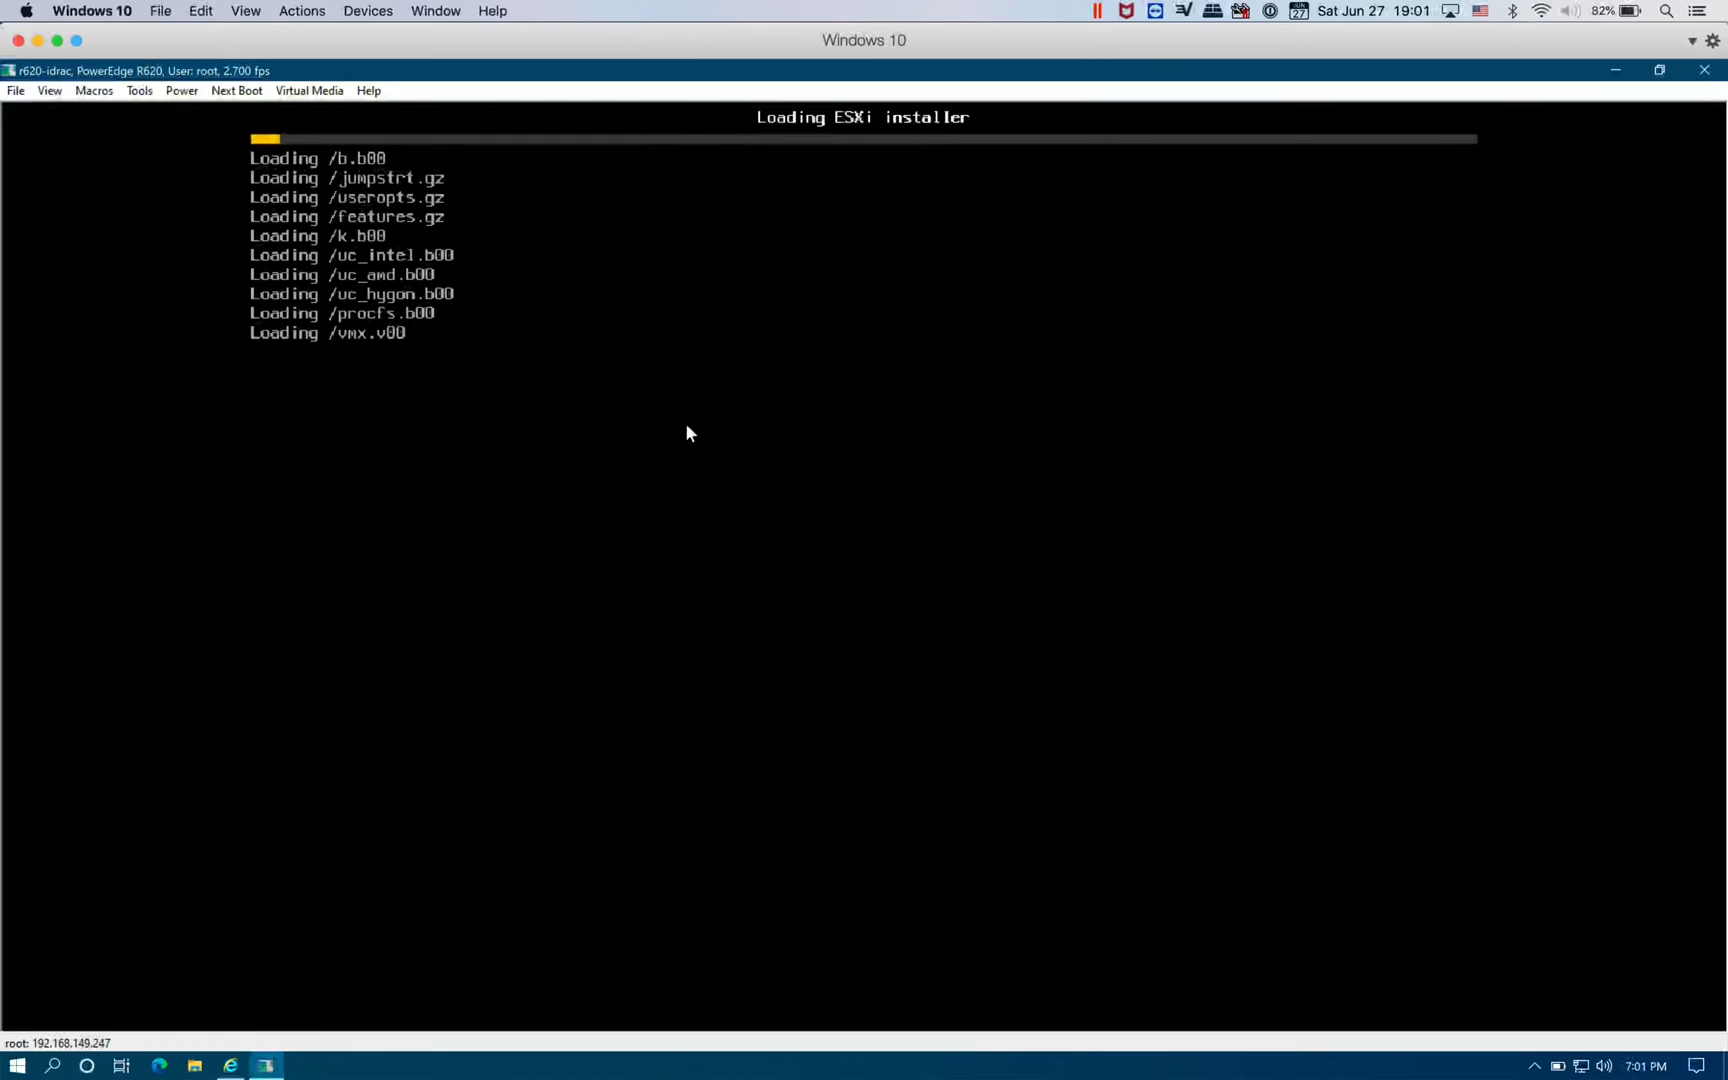 Windows 10 File Edit View Actions Devices Window Help JUN 27 Sat Jun 27 19:01 82%
Windows 10
r620-idrac, PowerEdge R620, User: root, 2.700 fps
File View Macros Tools Power Next Boot Virtual Media Help
Loading ESXi installer
Loading /b.b00
Loading /jumpstrt.gz
Loading /useropts.gz
Loading /features.gz
Loading /k.b00
Loading /uc_intel.b00
Loading /uc_amd.b00
Loading /uc_hygon.b00
Loading /procfs.b00
Loading /vmx.v00
root: 192.168.149.247
7:01 PM